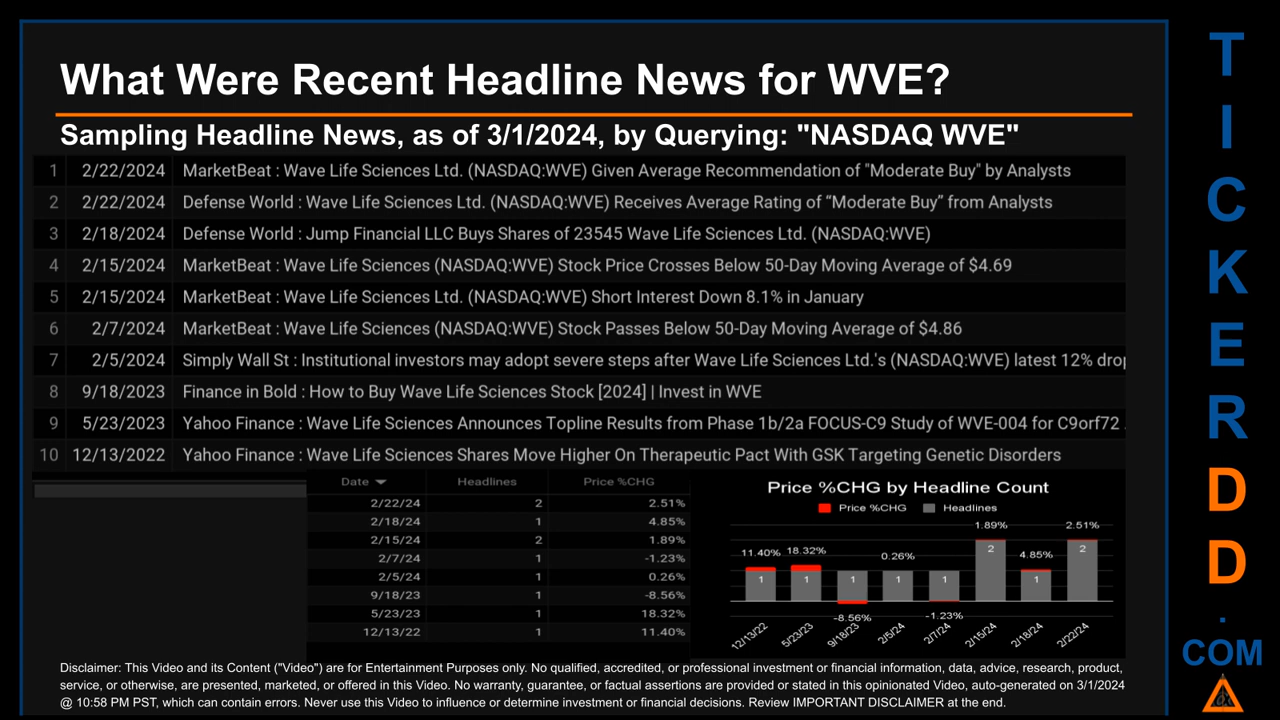 What Were Recent Headline News for WVE?
Sampling Headline News, as of 3/1/2024, by Querying: "NASDAQ WVE"
1 2/22/2024 MarketBeat : Wave Life Sciences Ltd. (NASDAQ:WVE) Given Average Recommendation of "Moderate Buy" by Analysts
2 2/22/2024 Defense World : Wave Life Sciences Ltd. (NASDAQ:WVE) Receives Average Rating of “Moderate Buy” from Analysts
3 2/18/2024 Defense World : Jump Financial LLC Buys Shares of 23545 Wave Life Sciences Ltd. (NASDAQ:WVE)
4 2/15/2024 MarketBeat : Wave Life Sciences (NASDAQ:WVE) Stock Price Crosses Below 50-Day Moving Average of $4.69
5 2/15/2024 MarketBeat : Wave Life Sciences Ltd. (NASDAQ:WVE) Short Interest Down 8.1% in January
6 2/7/2024 MarketBeat : Wave Life Sciences (NASDAQ:WVE) Stock Passes Below 50-Day Moving Average of $4.86
7 2/5/2024 Simply Wall St : Institutional investors may adopt severe steps after Wave Life Sciences Ltd.'s (NASDAQ:WVE) latest 12% drop
8 9/18/2023 Finance in Bold : How to Buy Wave Life Sciences Stock [2024] | Invest in WVE
9 5/23/2023 Yahoo Finance : Wave Life Sciences Announces Topline Results from Phase 1b/2a FOCUS-C9 Study of WVE-004 for C9orf72 .
10 12/13/2022 Yahoo Finance : Wave Life Sciences Shares Move Higher On Therapeutic Pact With GSK Targeting Genetic Disorders
Date Headlines Price %CHG
2/22/24 2 2.51%
2/18/24 1 4.85%
2/15/24 2 1.89%
2/7/24 1 -1.23%
2/5/24 1 0.26%
9/18/23 1 -8.56%
5/23/23 1 18.32%
12/13/22 1 11.40%
Price %CHG by Headline Count
Price %CHG Headlines
11.40% 18.32% -8.56% 0.26% -1.23% 1.89% 4.85% 2.51%
1 1 1 1 1 2 1 2
12/13/22 5/23/23 9/18/23 2/5/24 2/7/24 2/15/24 2/18/24 2/22/24
Disclaimer: This Video and its Content ("Video") are for Entertainment Purposes only. No qualified, accredited, or professional investment or financial information, data, advice, research, product,
service, or otherwise, are presented, marketed, or offered in this Video. No warranty, guarantee, or factual assertions are provided or stated in this opinionated Video, auto-generated on 3/1/2024
@ 10:58 PM PST, which can contain errors. Never use this Video to influence or determine investment or financial decisions. Review IMPORTANT DISCLAIMER at the end.
T
I
C
K
E
R
D
D
.
COM